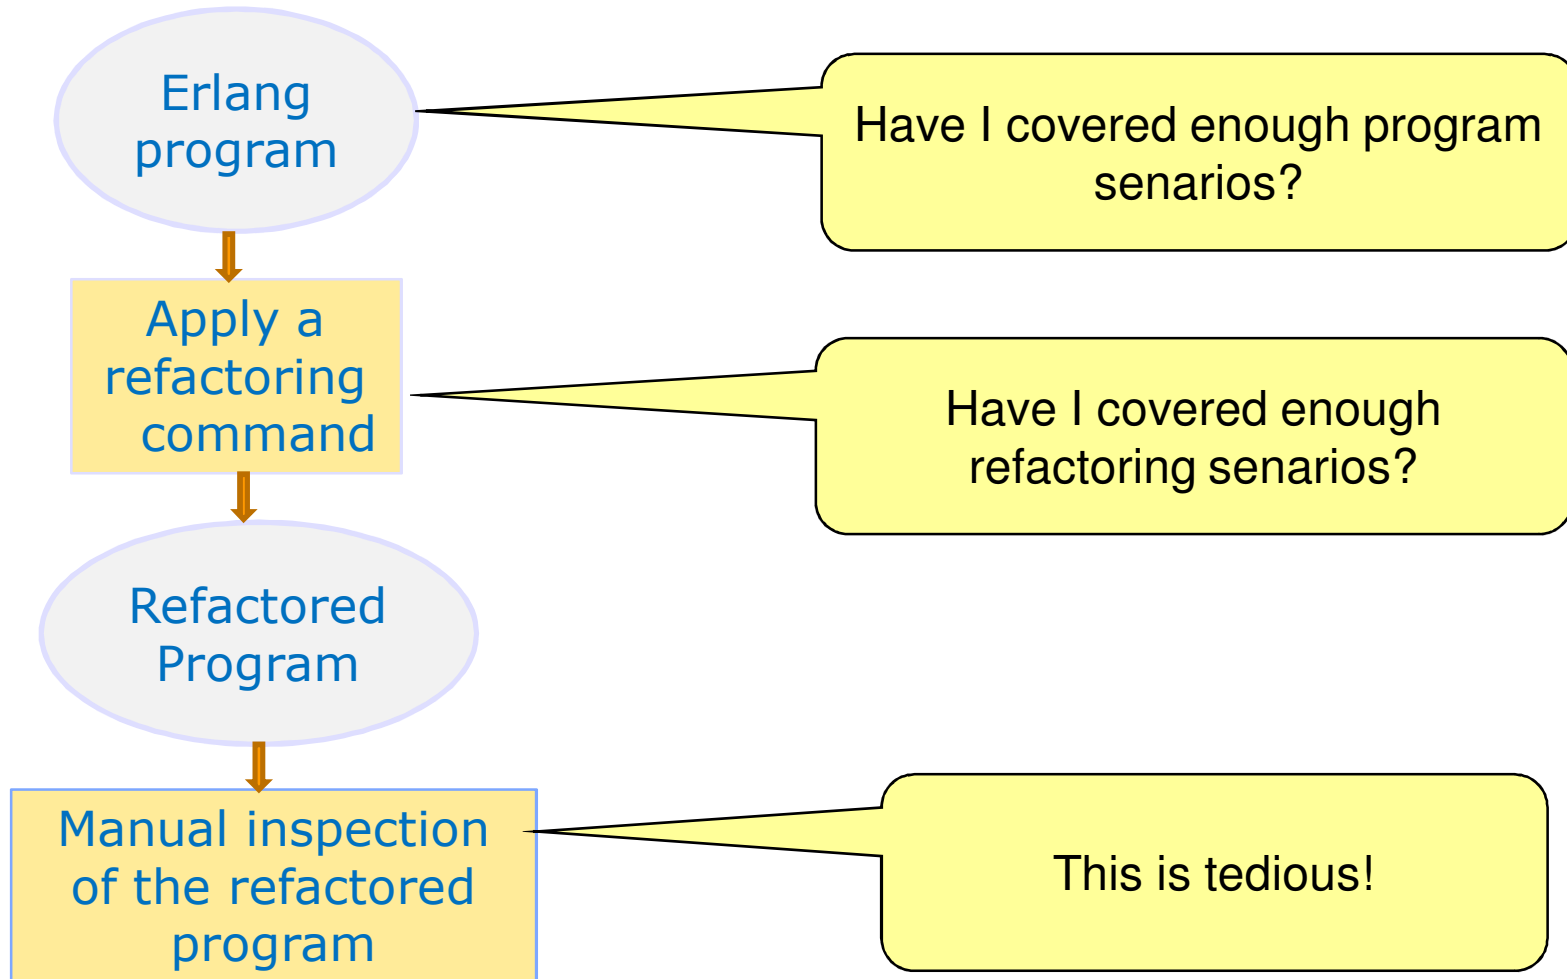 Erlang
program
Have I covered enough program
senarios?
Apply a
refactoring
command
Have I covered enough
refactoring senarios?
Refactored
Program
Manual inspection
of the refactored
program
This is tedious!